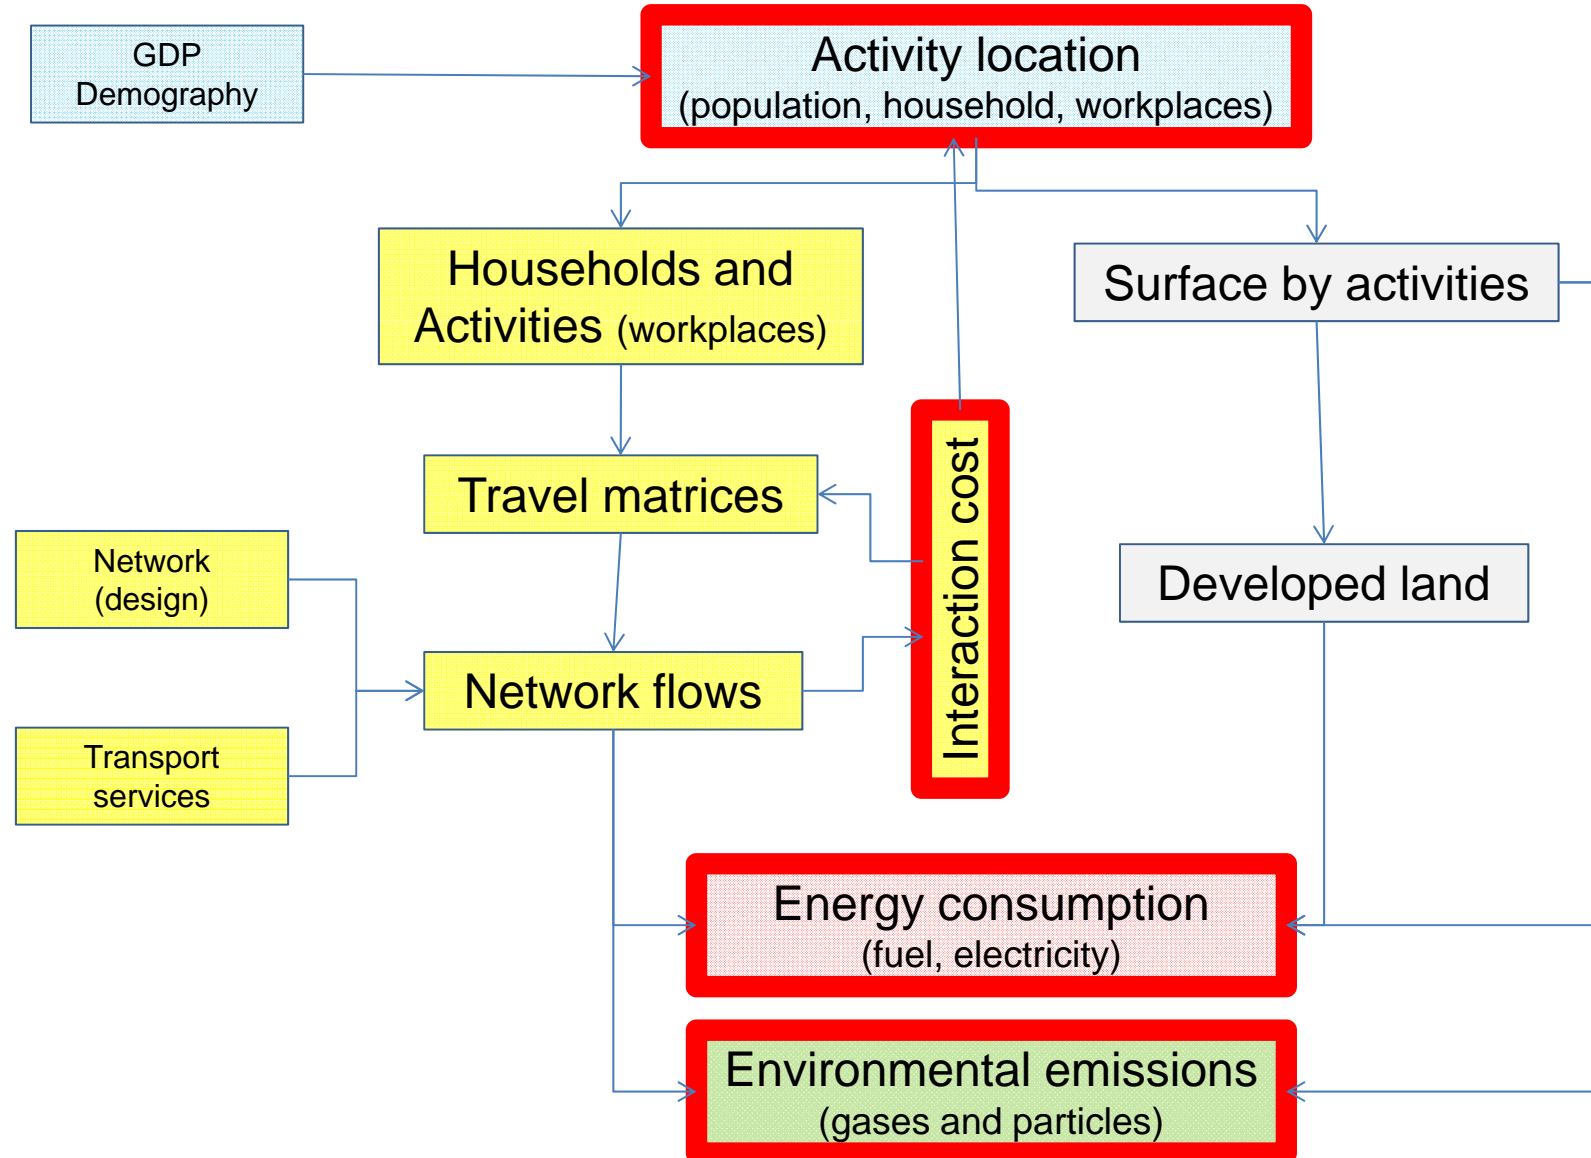 GDP
Demography
Activity location
(population, household, workplaces)
Households and
Activities (workplaces)
Surface by activities
Travel matrices
Interaction cost
Network
(design)
Developed land
Network flows
Transport
services
Energy consumption
(fuel, electricity)
Environmental emissions
(gases and particles)